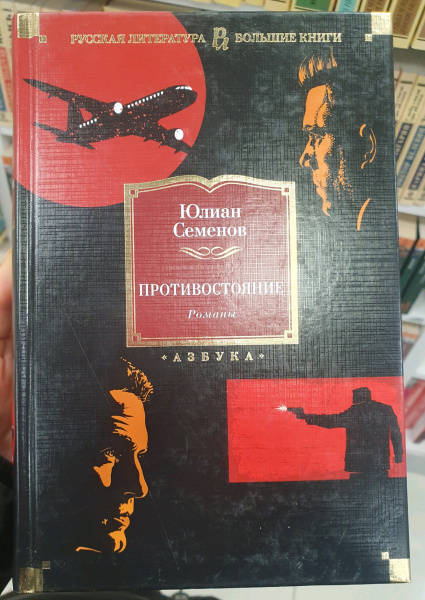 РУССКАЯ ЛИТЕРАТУРА БОЛЬШИЕ КНИГИ
Юлиан
Семенов
ПРОТИВОСТОЯНИЕ
Романы
«АЗБУКА»